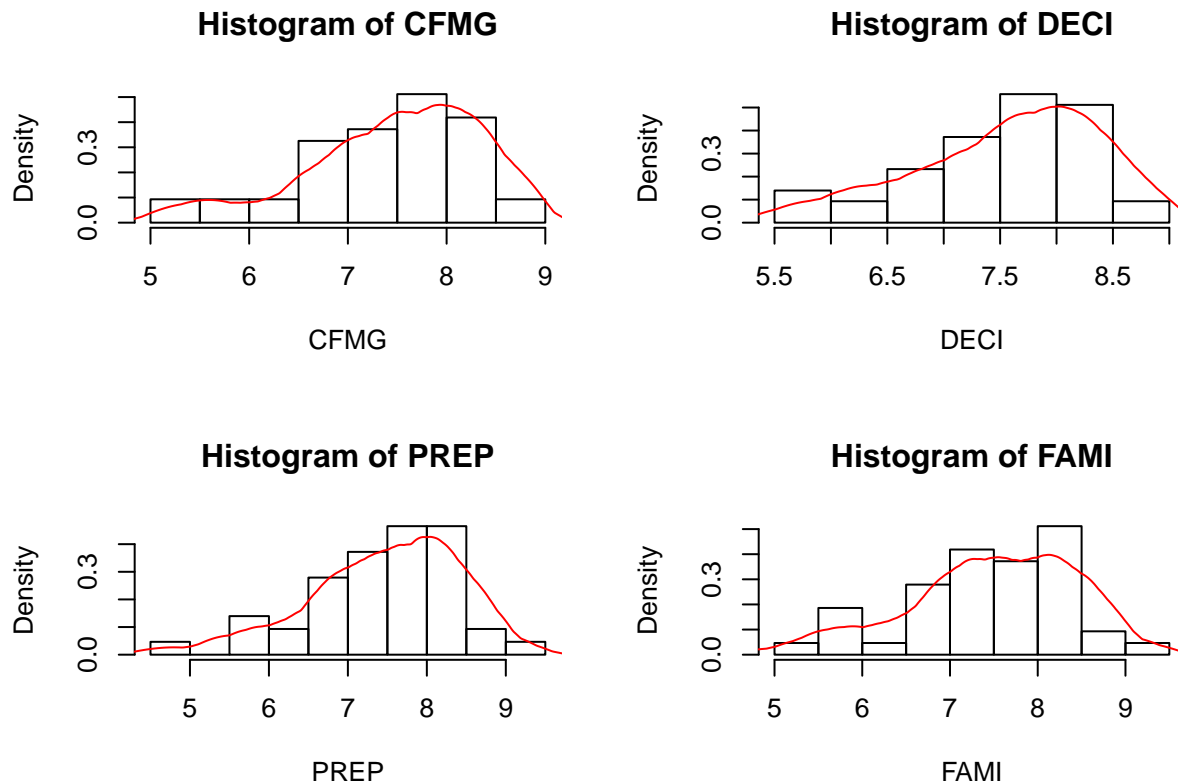 Histogram of CFMG
Density
0.0 0.3
5 6 7 8 9
CFMG
Histogram of DECI
Density
0.0 0.3
5.5 6.5 7.5 8.5
DECI
Histogram of PREP
Density
0.0 0.3
5 6 7 8 9
PREP
Histogram of FAMI
Density
0.0 0.3
5 6 7 8 9
FAMI